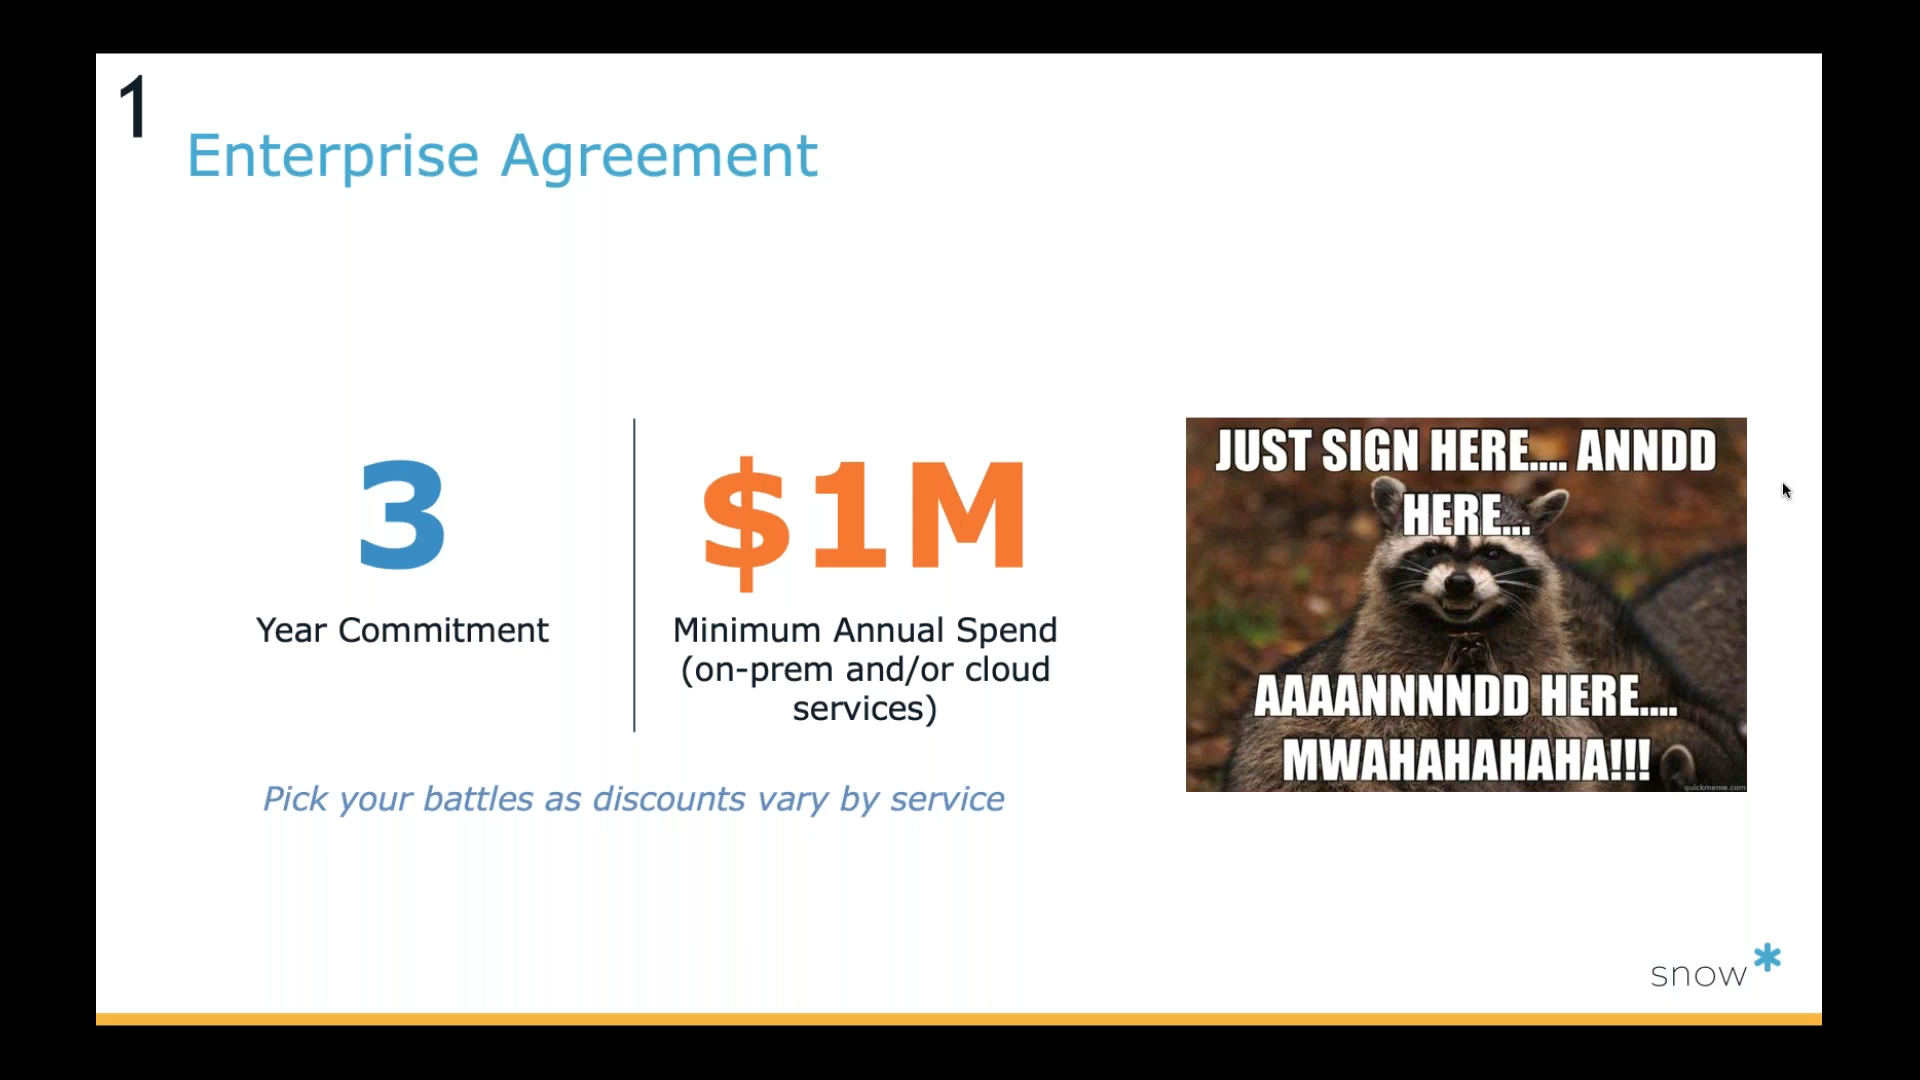 1
Enterprise Agreement
3
Year Commitment
$1M
Minimum Annual Spend
(on-prem and/or cloud
services)
Pick your battles as discounts vary by service
JUST SIGN HERE.... ANNDD
HERE...
AAAANNNNDD HERE....
MWAHAHAHAHA!!!
quickmeme.com
snow